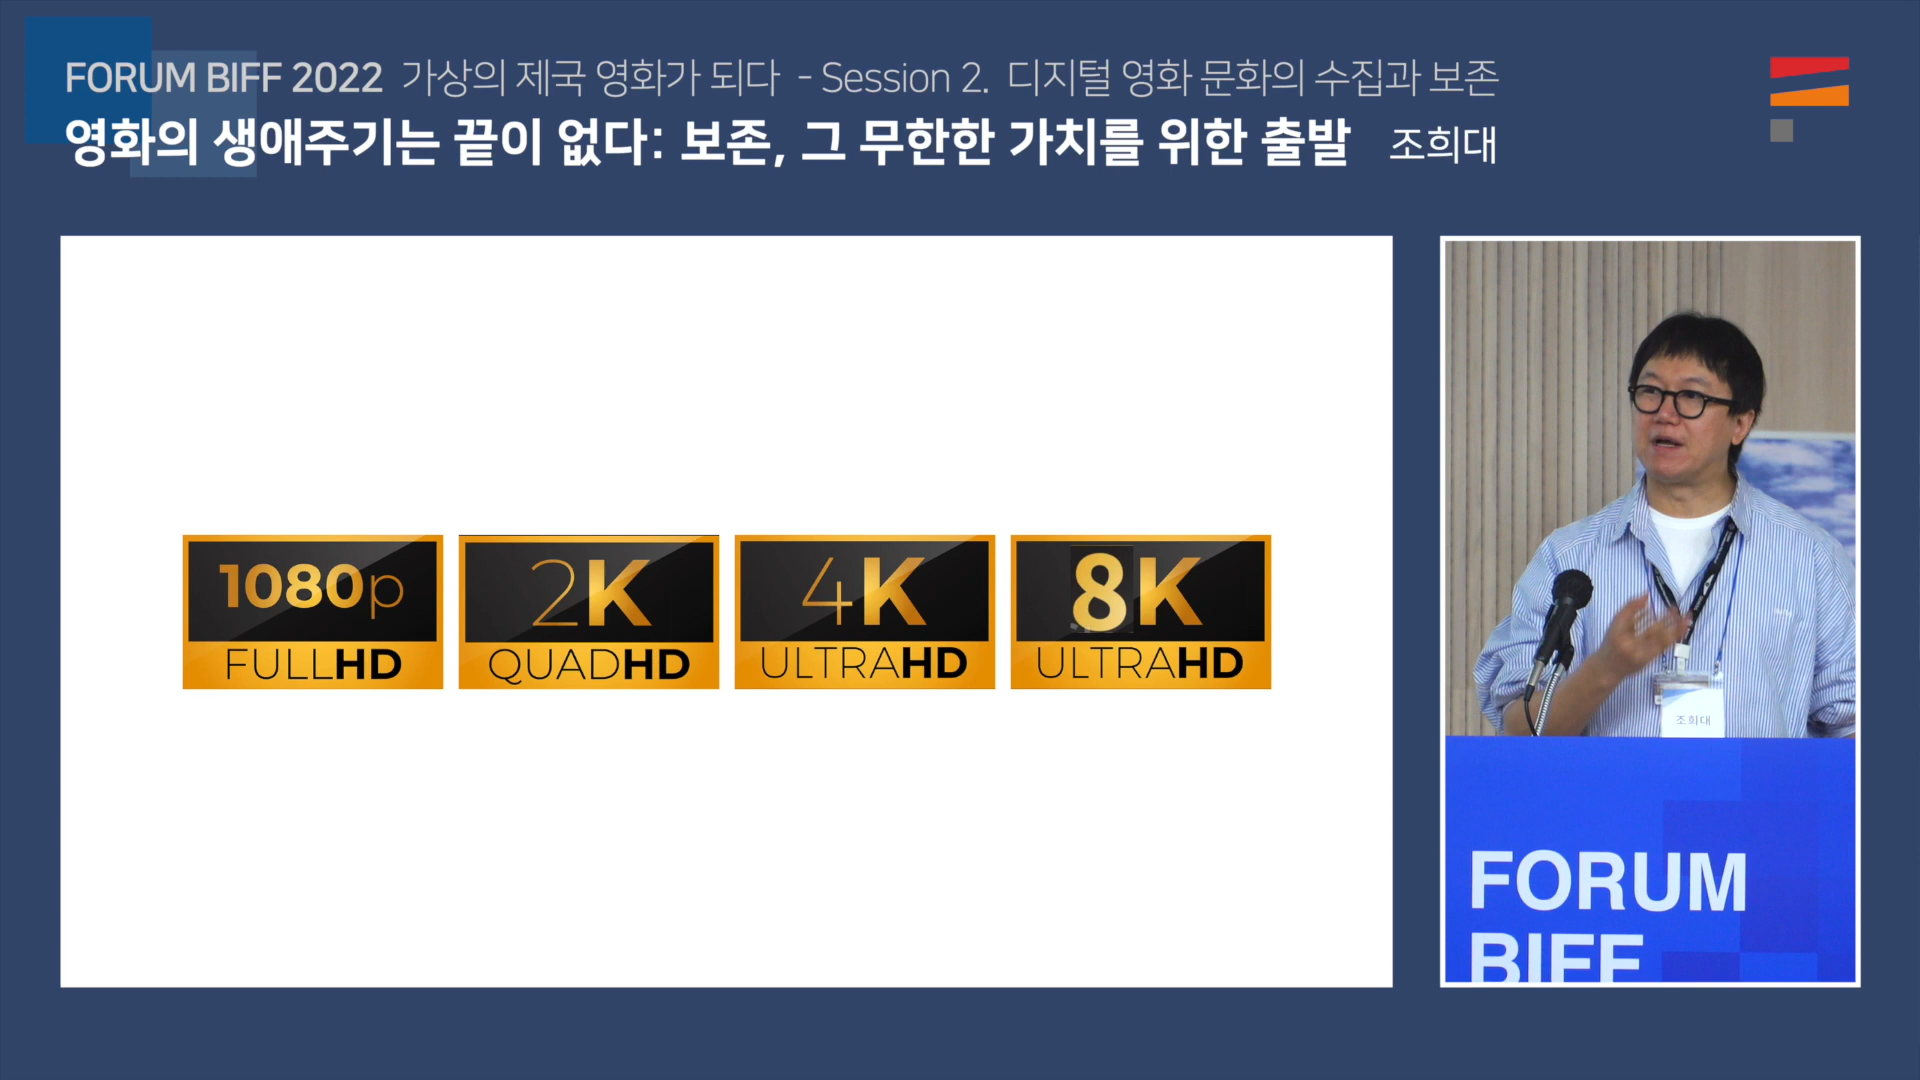 FORUM BIFF 2022 가상의 제국 영화가 되다 - Session 2. 디지털 영화 문화의 수집과 보존
영화의 생애주기는 끝이 없다: 보존, 그 무한한 가치를 위한 출발 조희대
1080p
FULLHD
2K
QUADHD
4K
ULTRAHD
8K
ULTRAHD
조희대
FORUM
BIFF